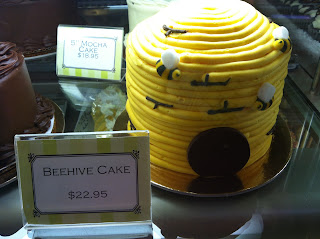 8" MOCHA
CAKE
$18.95
BEEHIVE CAKE
$22.95